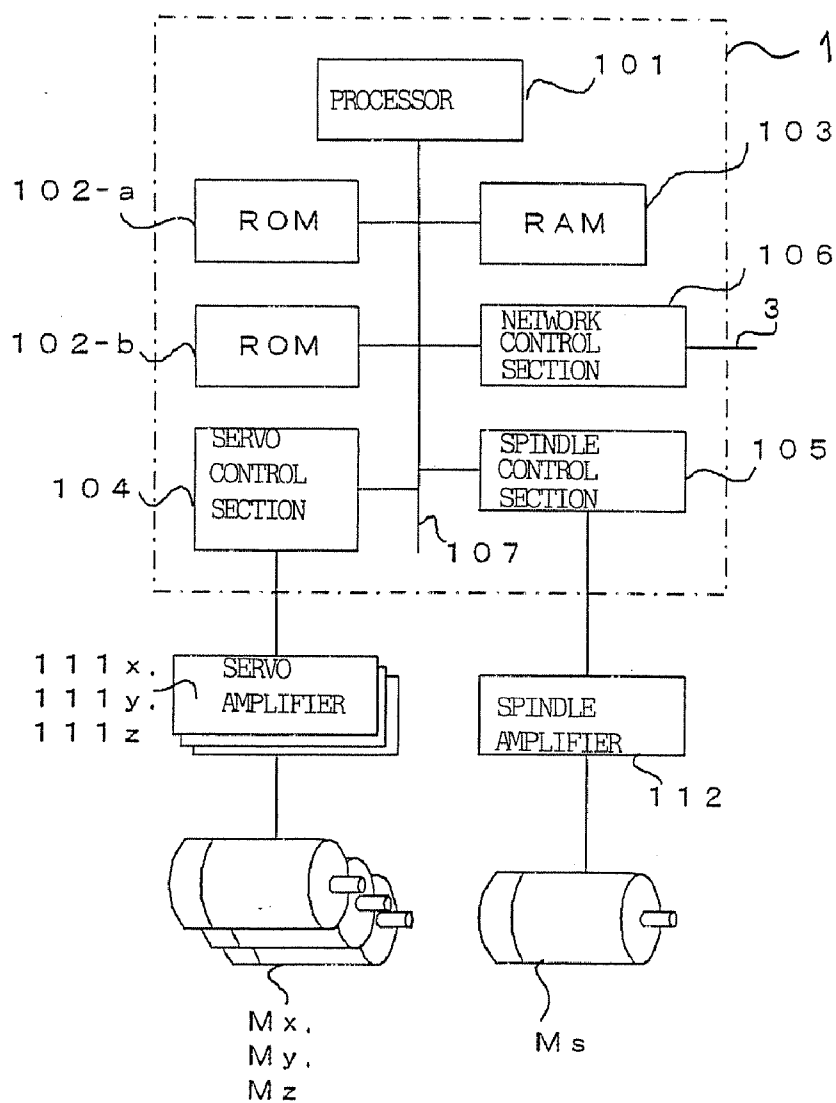 1
101
PROCESSOR
103
102-a
ROM
RAM
106
3
102-b
ROM
NETWORK
CONTROL
SECTION
SERVO
CONTROL
SECTION
SPINDLE
CONTROL
SECTION
105
104
107
111x,
111y,
111z
SERVO
AMPLIFIER
SPINDLE
AMPLIFIER
112
Mx,
My,
Mz
Ms